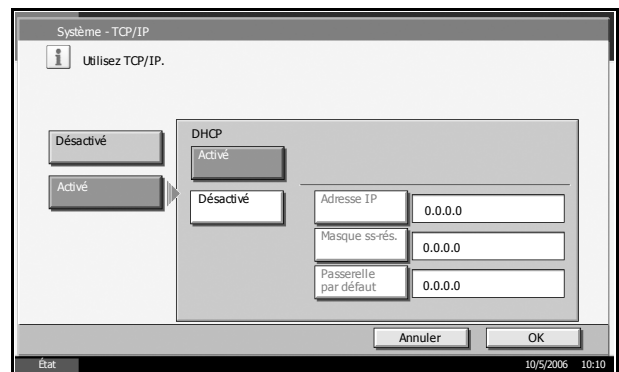 Système - TCP/IP
i
Utilisez TCP/IP.
Désactivé
Activé
DHCP
Activé
Désactivé
Adresse IP
0.0.0.0
Masque ss-rés.
0.0.0.0
Passerelle
par défaut
0.0.0.0
Annuler
OK
État
10/5/2006 10:10